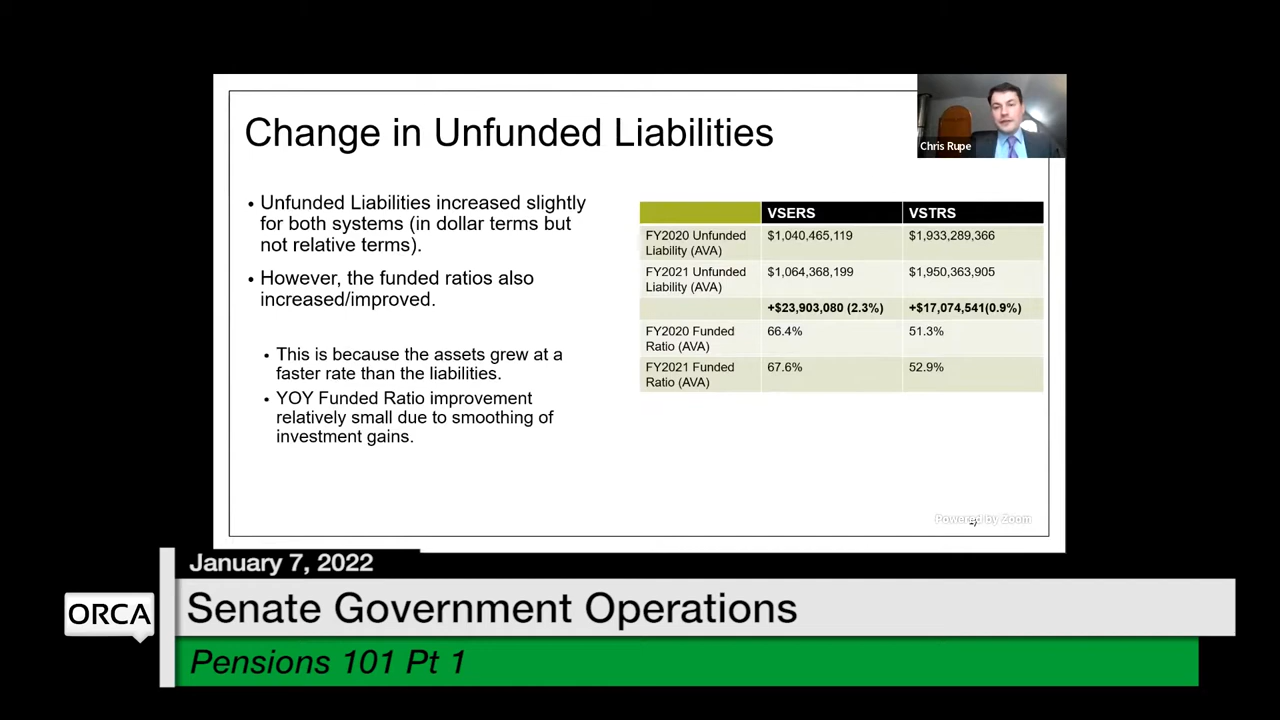 Change in Unfunded Liabilities
Chris Rupe
• Unfunded Liabilities increased slightly
for both systems (in dollar terms but
not relative terms).
• However, the funded ratios also
increased/improved.
• This is because the assets grew at a
faster rate than the liabilities.
• YOY Funded Ratio improvement
relatively small due to smoothing of
investment gains.
VSERS VSTRS
FY2020 Unfunded
Liability (AVA) $1,040,465,119 $1,933,289,366
FY2021 Unfunded
Liability (AVA) $1,064,368,199 $1,950,363,905
+$23,903,080 (2.3%) +$17,074,541(0.9%)
FY2020 Funded
Ratio (AVA) 66.4% 51.3%
FY2021 Funded
Ratio (AVA) 67.6% 52.9%
Powered by Zoom
January 7, 2022
ORCA
Senate Government Operations
Pensions 101 Pt 1